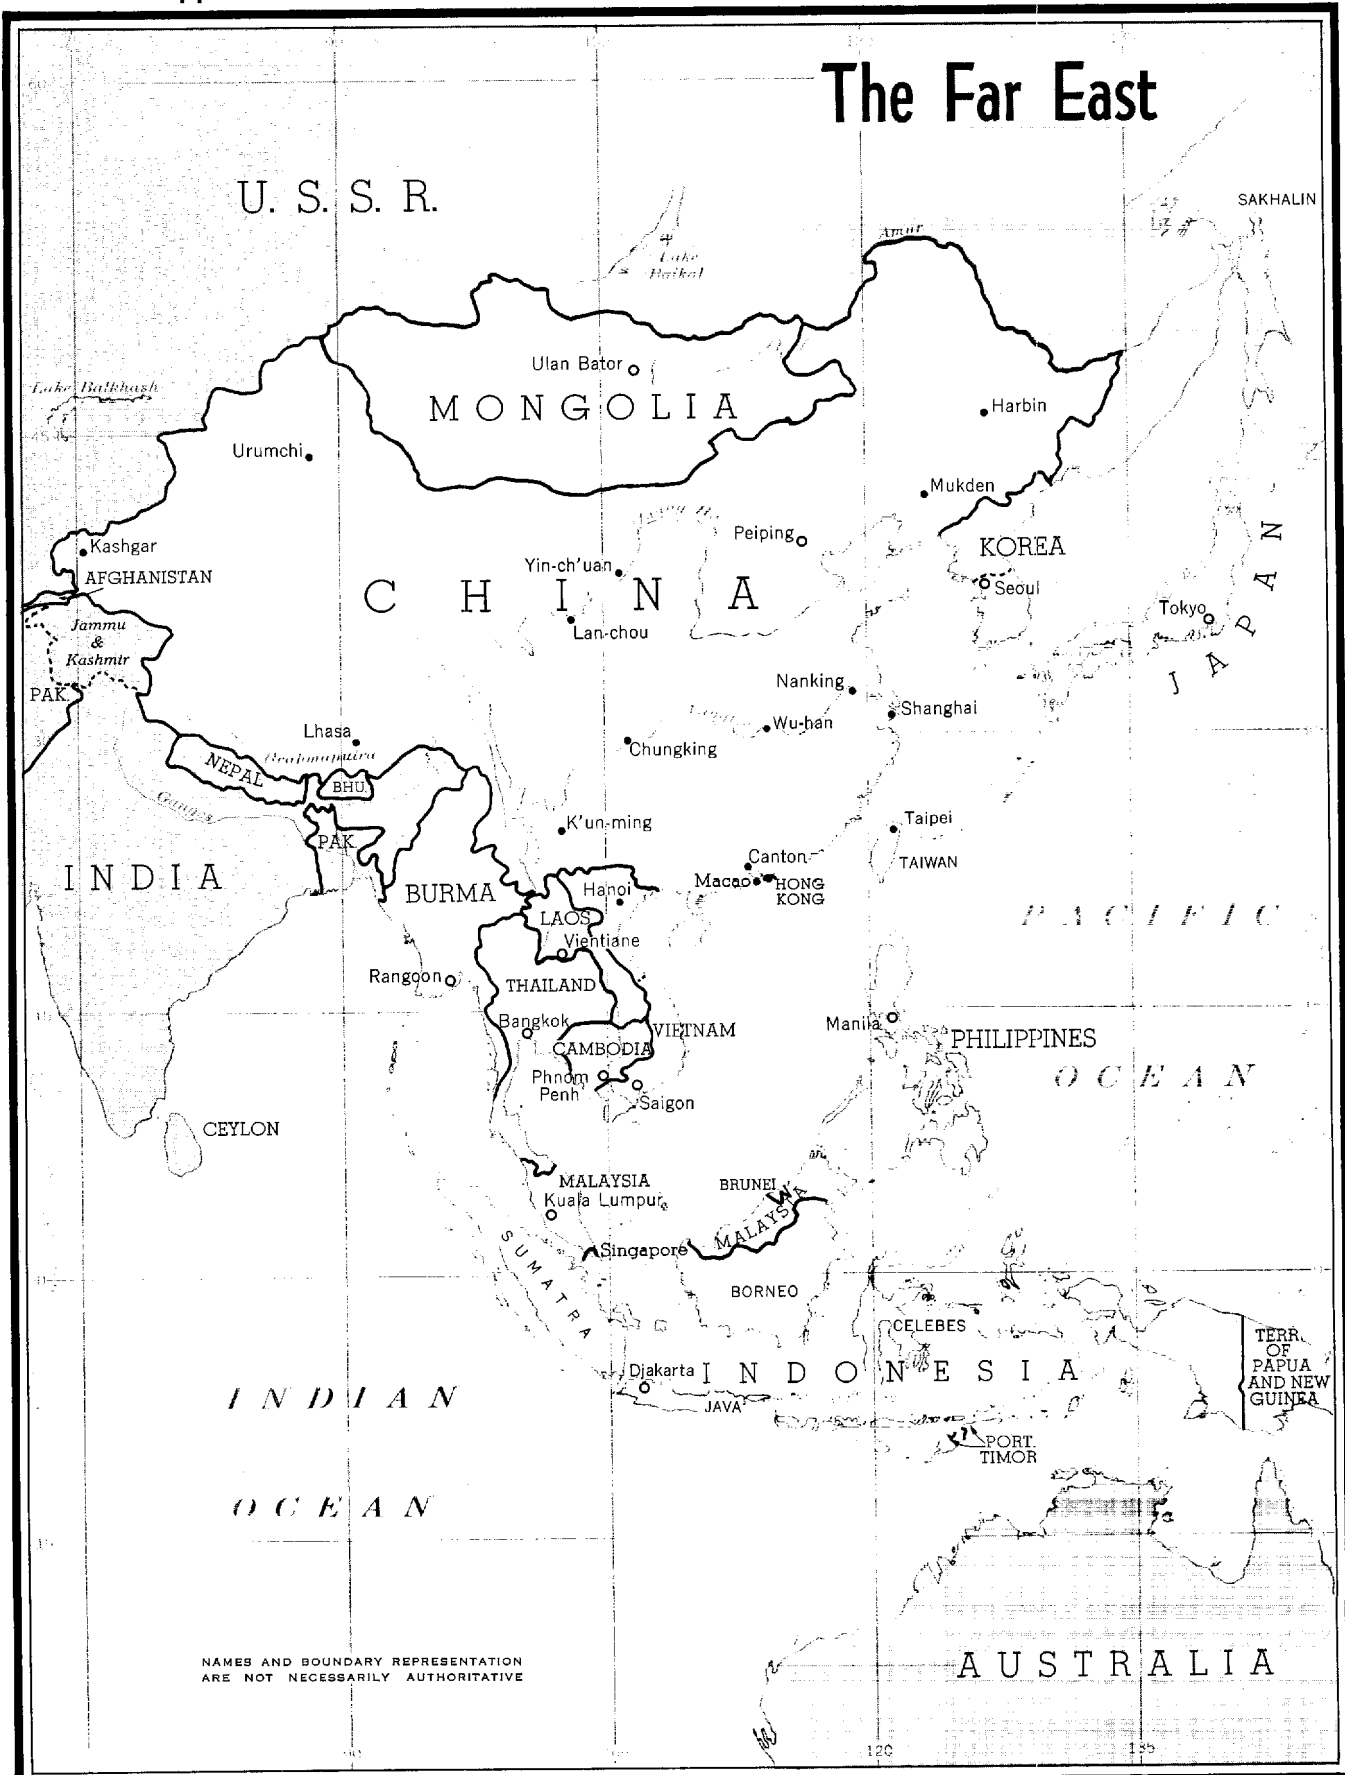 The Far East
60
U. S. S. R.
SAKHALIN
Amur
Lake
Baikal
Ulan Bator
MONGOLIA
Lake Balkhash
45
Harbin
Urumchi
Mukden
Peiping
KOREA
Kashgar
Yin-ch'uan
AFGHANISTAN
CHINA
Seoul
JAPAN
Tokyo
Jammu
&
Kashmir
Lan-chou
PAK.
Nanking
Shanghai
Wu-han
Lhasa
Chungking
Brahmaputra
NEPAL
BHU.
Ganges
K'un-ming
Taipei
PAK.
TAIWAN
Canton
INDIA
Macao
HONG
KONG
BURMA
Hanoi
LAOS
PACIFIC
Vientiane
Rangoon
THAILAND
Bangkok
VIETNAM
Manila
PHILIPPINES
CAMBODIA
Phnom
Penh
OCEAN
Saigon
CEYLON
MALAYSIA
Kuala Lumpur
BRUNEI
MALAYSIA
Singapore
SUMATRA
BORNEO
CELEBES
TERR.
OF
PAPUA
AND NEW
GUINEA
Djakarta
INDONESIA
INDIAN
JAVA
PORT.
TIMOR
OCEAN
NAMES AND BOUNDARY REPRESENTATION
ARE NOT NECESSARILY AUTHORITATIVE
AUSTRALIA
120
135